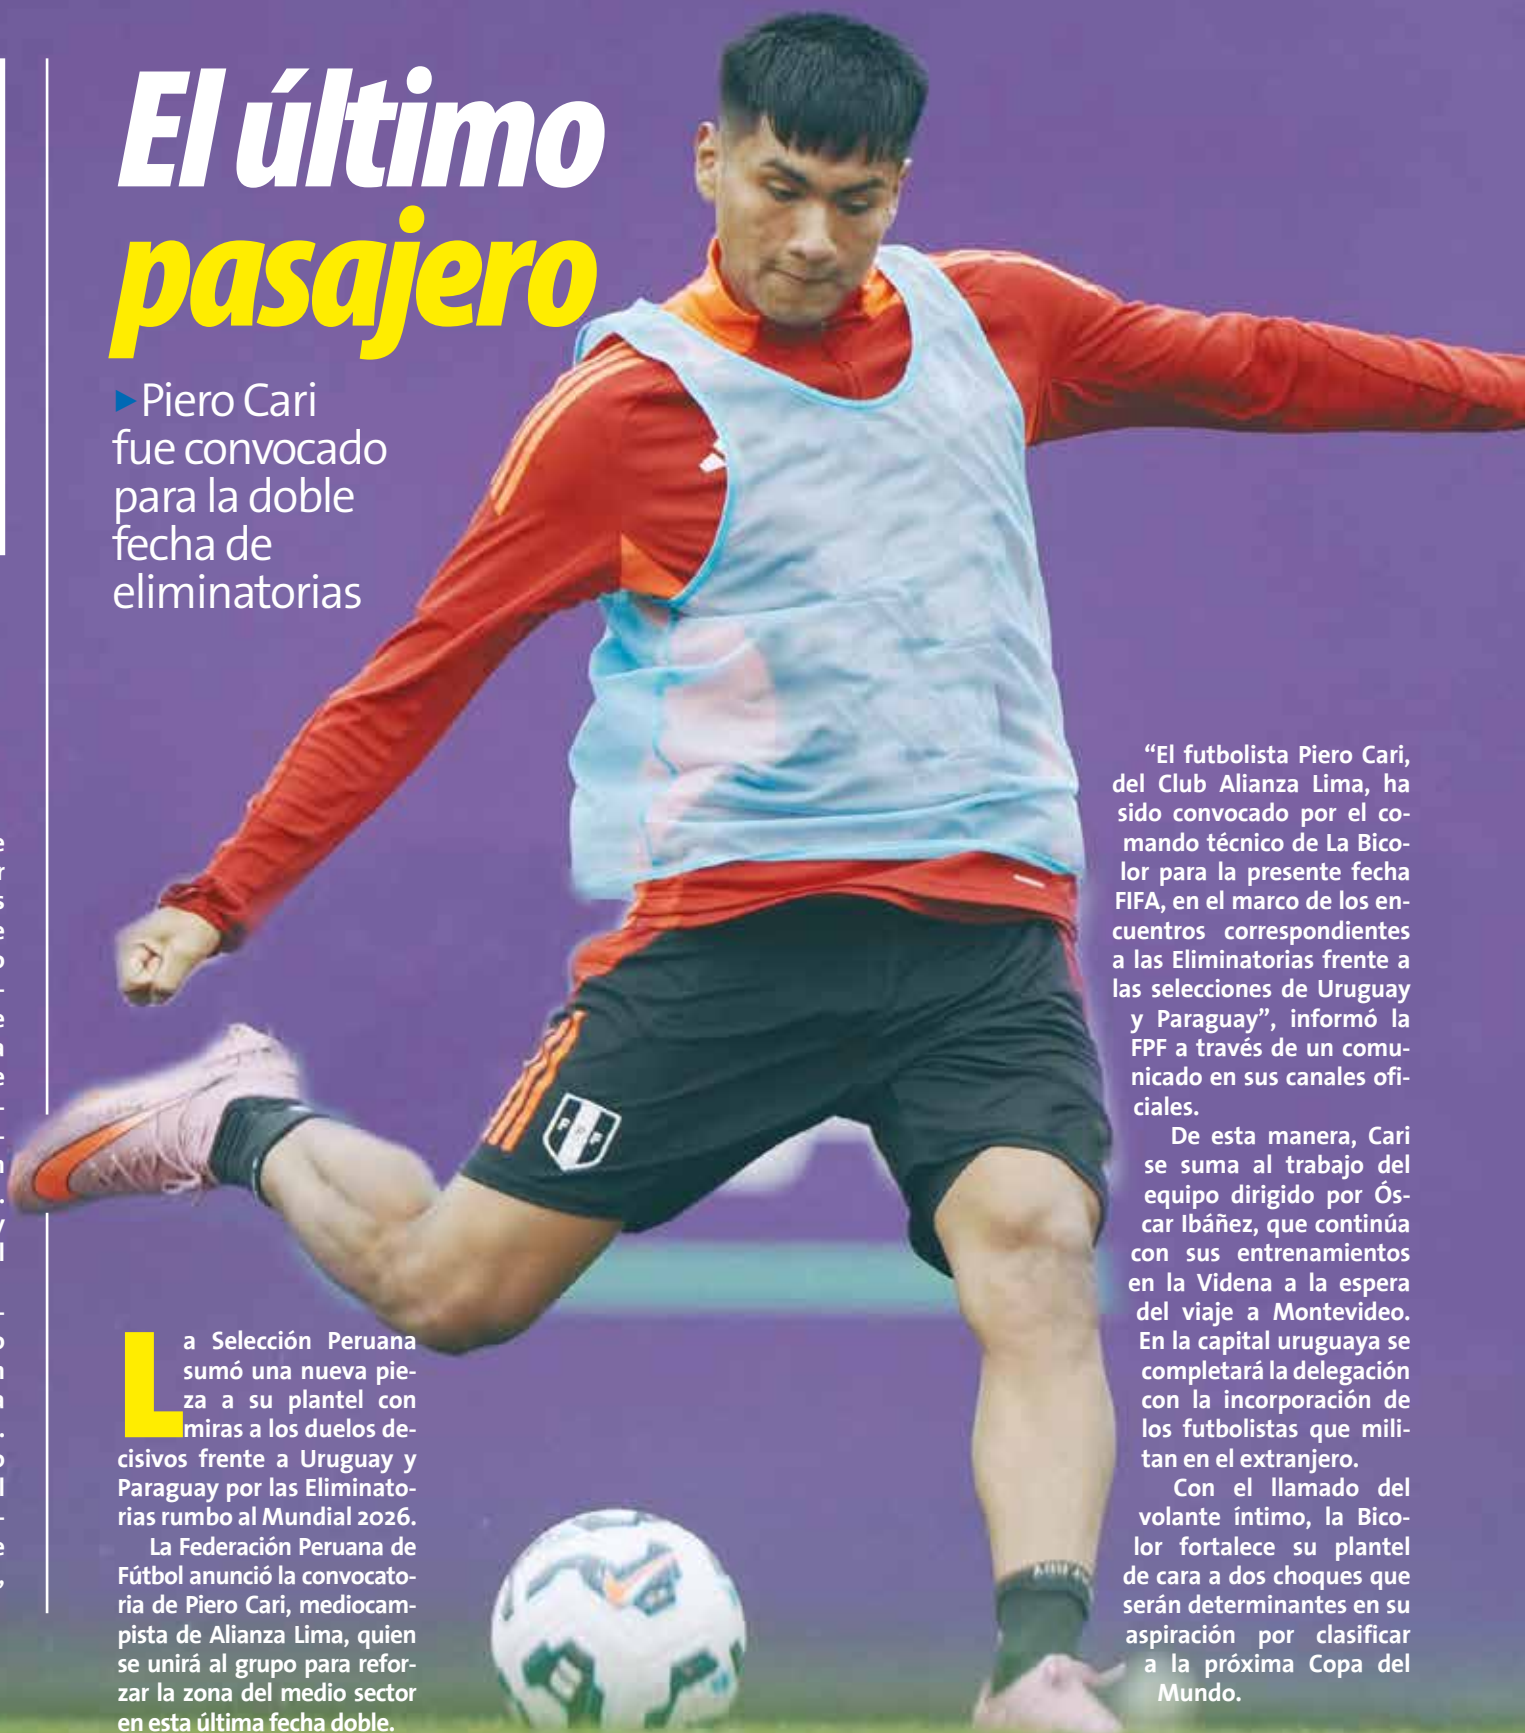 El último
pasajero
▶Piero Cari
fue convocado
para la doble
fecha de
eliminatorias
La Selección Peruana
sumó una nueva pie-
za a su plantel con
miras a los duelos de-
cisivos frente a Uruguay y
Paraguay por las Eliminato-
rias rumbo al Mundial 2026.
La Federación Peruana de
Fútbol anunció la convocato-
ria de Piero Cari, mediocam-
pista de Alianza Lima, quien
se unirá al grupo para refor-
zar la zona del medio sector
en esta última fecha doble.
“El futbolista Piero Cari,
del Club Alianza Lima, ha
sido convocado por el co-
mando técnico de La Bico-
lor para la presente fecha
FIFA, en el marco de los en-
cuentros correspondientes
a las Eliminatorias frente a
las selecciones de Uruguay
y Paraguay”, informó la
FPF a través de un comu-
nicado en sus canales ofi-
ciales.
De esta manera, Cari
se suma al trabajo del
equipo dirigido por Ós-
car Ibáñez, que continúa
con sus entrenamientos
en la Videna a la espera
del viaje a Montevideo.
En la capital uruguaya se
completará la delegación
con la incorporación de
los futbolistas que mili-
tan en el extranjero.
Con el llamado del
volante íntimo, la Bico-
lor fortalece su plantel
de cara a dos choques que
serán determinantes en su
aspiración por clasificar
a la próxima Copa del
Mundo.
FPF